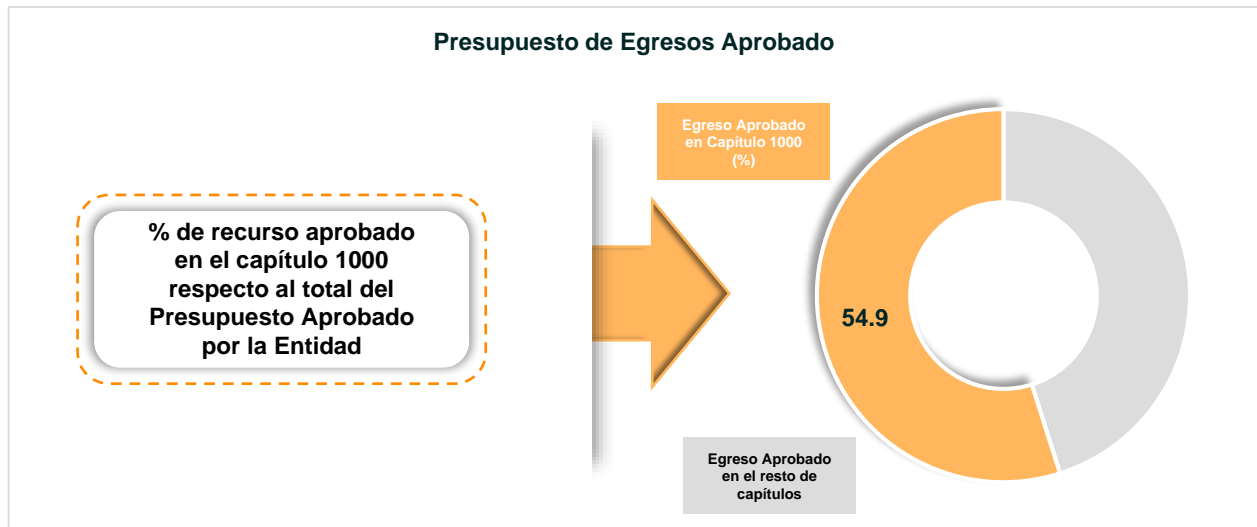 Presupuesto de Egresos Aprobado
Egreso Aprobado
en Capítulo 1000
(%)
% de recurso aprobado
en el capítulo 1000
respecto al total del
Presupuesto Aprobado
por la Entidad
54.9
Egreso Aprobado
en el resto de
capítulos